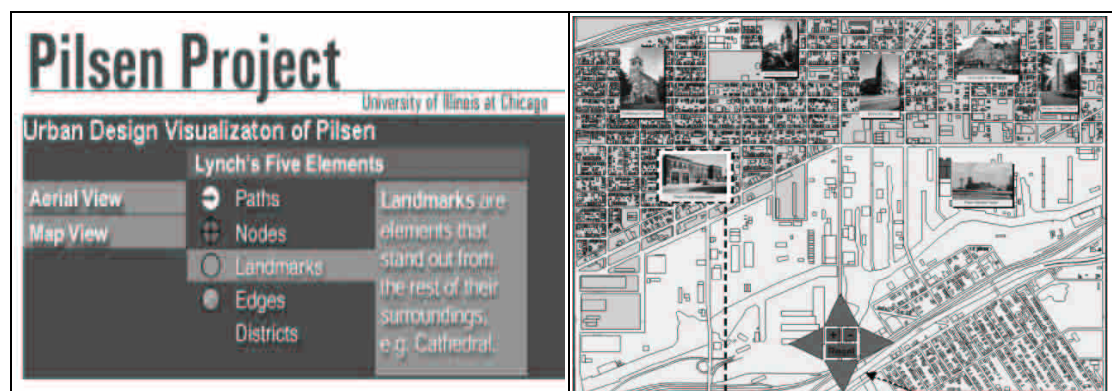 Pilsen Project
University of Illinois at Chicago
Urban Design Visualizaton of Pilsen
Lynch's Five Elements
Aerial View
Map View
Paths
Nodes
Landmarks
Edges
Districts
Landmarks are
elements that
stand out from
the rest of their
surroundings,
e.g. Cathedral.
+ -
Reset